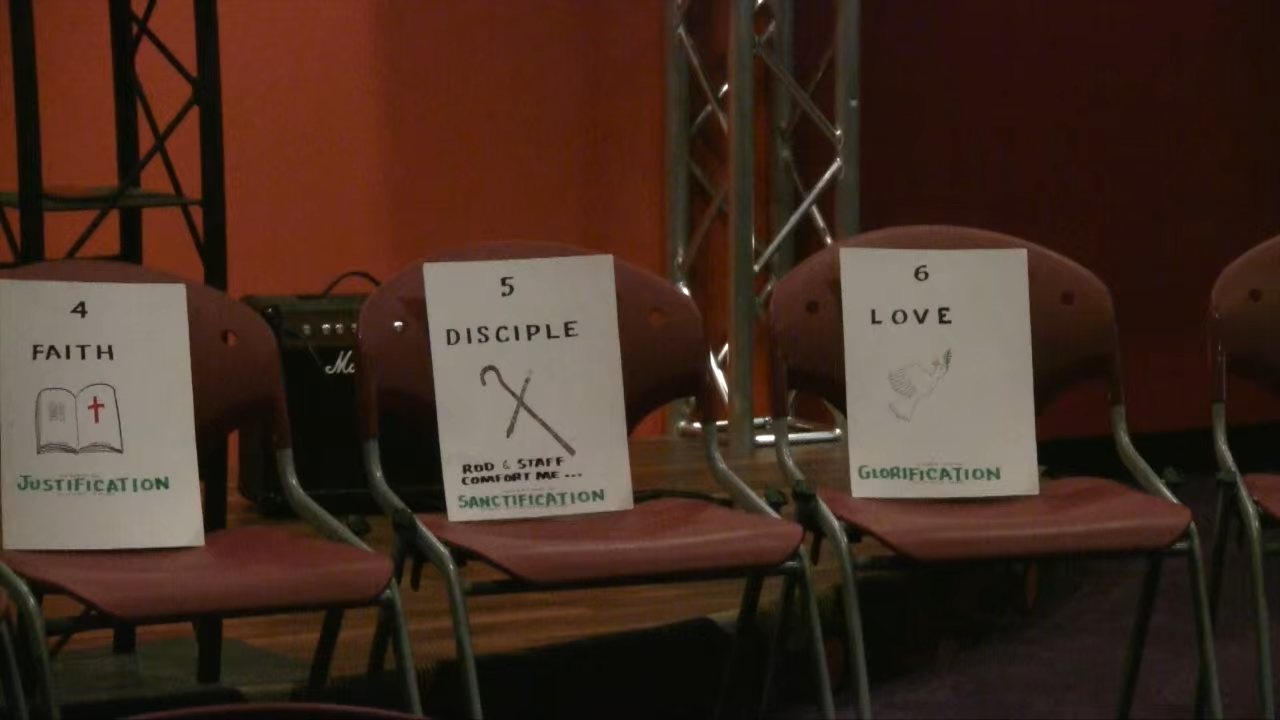 4
FAITH
JUSTIFICATION
5
DISCIPLE
ROD & STAFF
COMFORT ME...
SANCTIFICATION
6
LOVE
GLORIFICATION